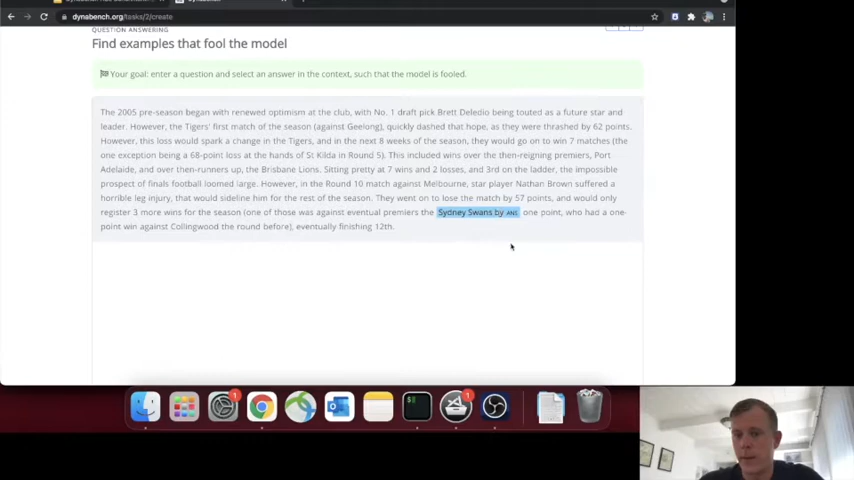 dynabench.org/tasks/2/create
QUESTION ANSWERING
Find examples that fool the model
Your goal: enter a question and select an answer in the context, such that the model is fooled.
The 2005 pre-season began with renewed optimism at the club, with No. 1 draft pick Brett Deledio being touted as a future star and
leader. However, the Tigers' first match of the season (against Geelong), quickly dashed that hope, as they were thrashed by 62 points.
However, this loss would spark a change in the Tigers, and in the next 8 weeks of the season, they would go on to win 7 matches (the
one exception being a 68-point loss at the hands of St Kilda in Round 5). This included wins over the then-reigning premiers, Port
Adelaide, and over then-runners up, the Brisbane Lions. Sitting pretty at 7 wins and 2 losses, and 3rd on the ladder, the impossible
prospect of finals football loomed large. However, in the Round 10 match against Melbourne, star player Nathan Brown suffered a
horrible leg injury, that would sideline him for the rest of the season. They went on to lose the match by 57 points, and would only
register 3 more wins for the season (one of those was against eventual premiers the Sydney Swans by ANS one point, who had a one-
point win against Collingwood the round before), eventually finishing 12th.
1
1